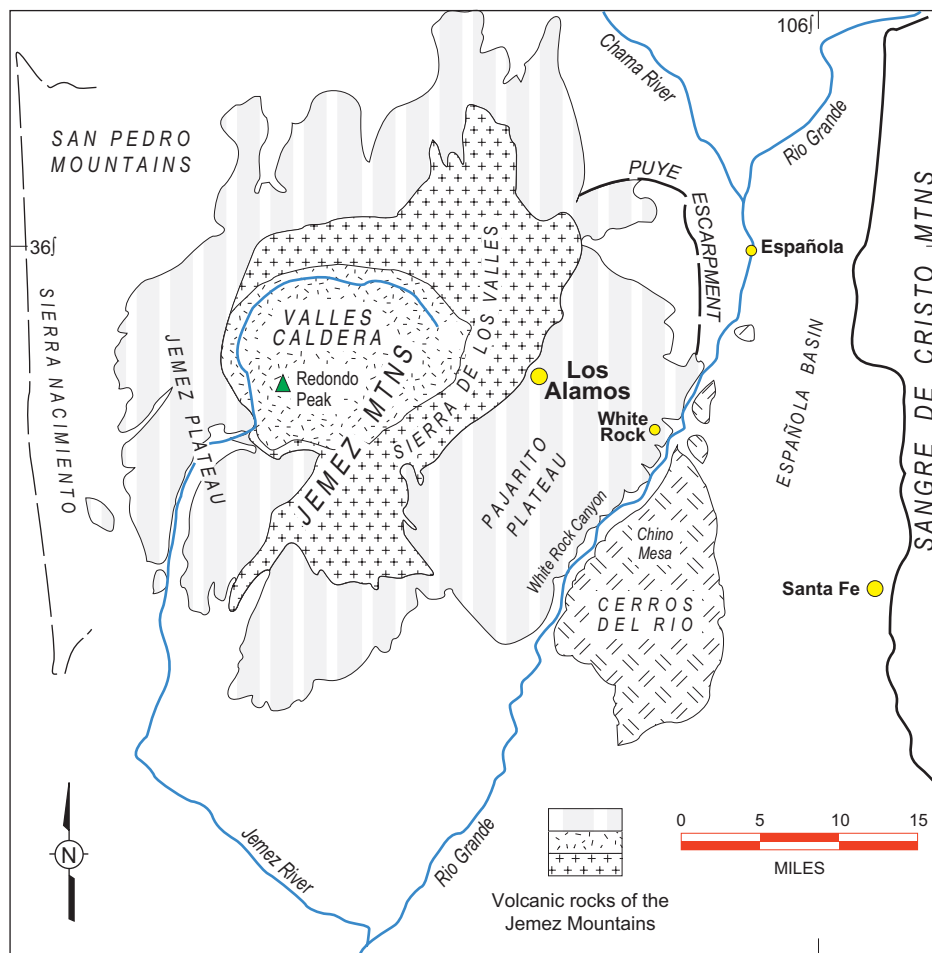 106∫
Chama River
Rio Grande
SAN PEDRO
MOUNTAINS
PUYE
ESCARPMENT
SANGRE DE CRISTO MTNS
36∫
Española
SIERRA NACIMIENTO
JEMEZ PLATEAU
VALLES
CALDERA
Redondo
Peak
JEMEZ MTNS
SIERRA DE LOS VALLES
Los
Alamos
White
Rock
ESPAÑOLA BASIN
PAJARITO
PLATEAU
White Rock Canyon
Chino
Mesa
CERROS
DEL RIO
Santa Fe
N
Jemez River
Rio Grande
Volcanic rocks of the
Jemez Mountains
0 5 10 15
MILES